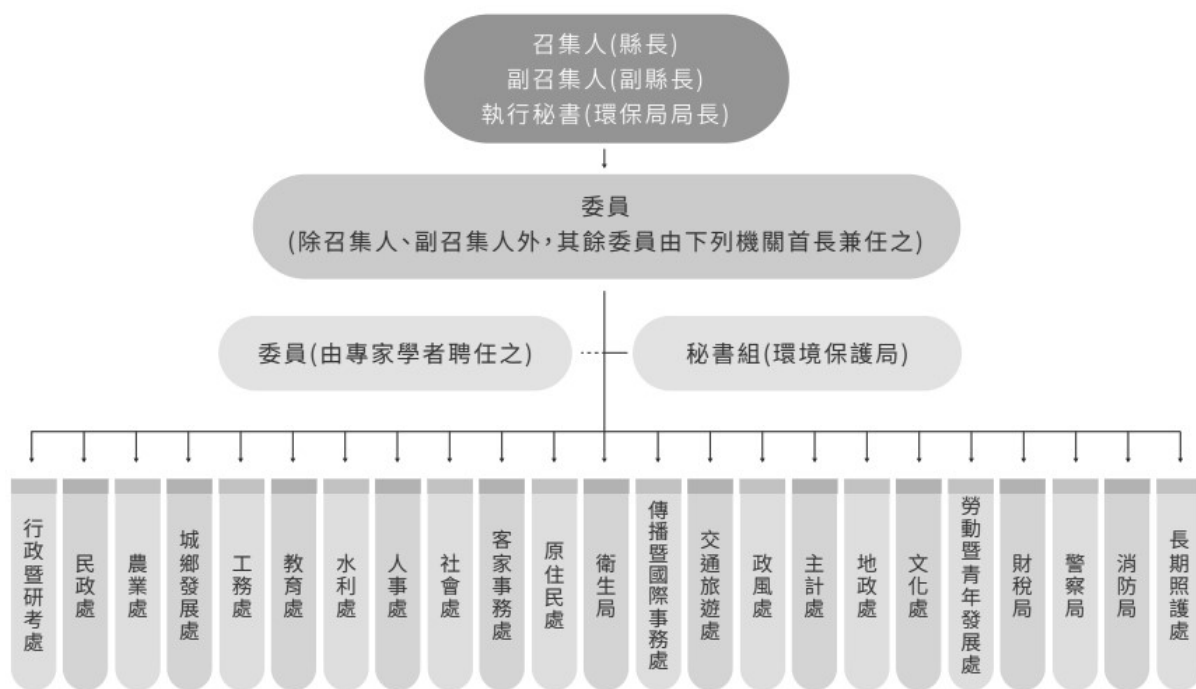 召集人(縣長)
副召集人(副縣長)
執行秘書(環保局局長)
委員
(除召集人、副召集人外,其餘委員由下列機關首長兼任之)
委員(由專家學者聘任之)
秘書組(環境保護局)
行政暨研考處
民政處
農業處
城鄉發展處
工務處
教育處
水利處
人事處
社會處
客家事務處
原住民處
衛生局
傳播暨國際事務處
交通旅遊處
政風處
主計處
地政處
文化處
勞動暨青年發展處
財稅局
警察局
消防局
長期照護處